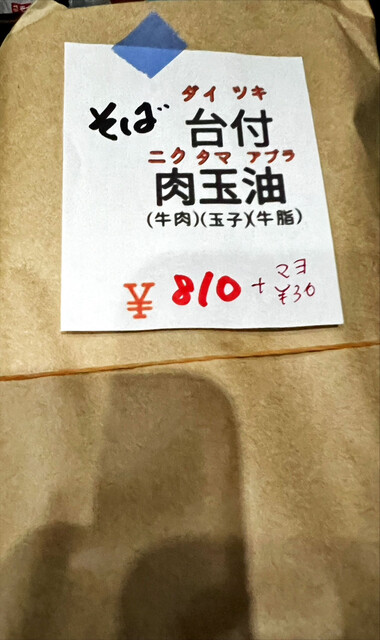 ダイ ツキ
そば 台付
ニク タマ アブラ
肉玉油
(牛肉)(玉子)(牛脂)
¥ 810 + マヨ
¥30